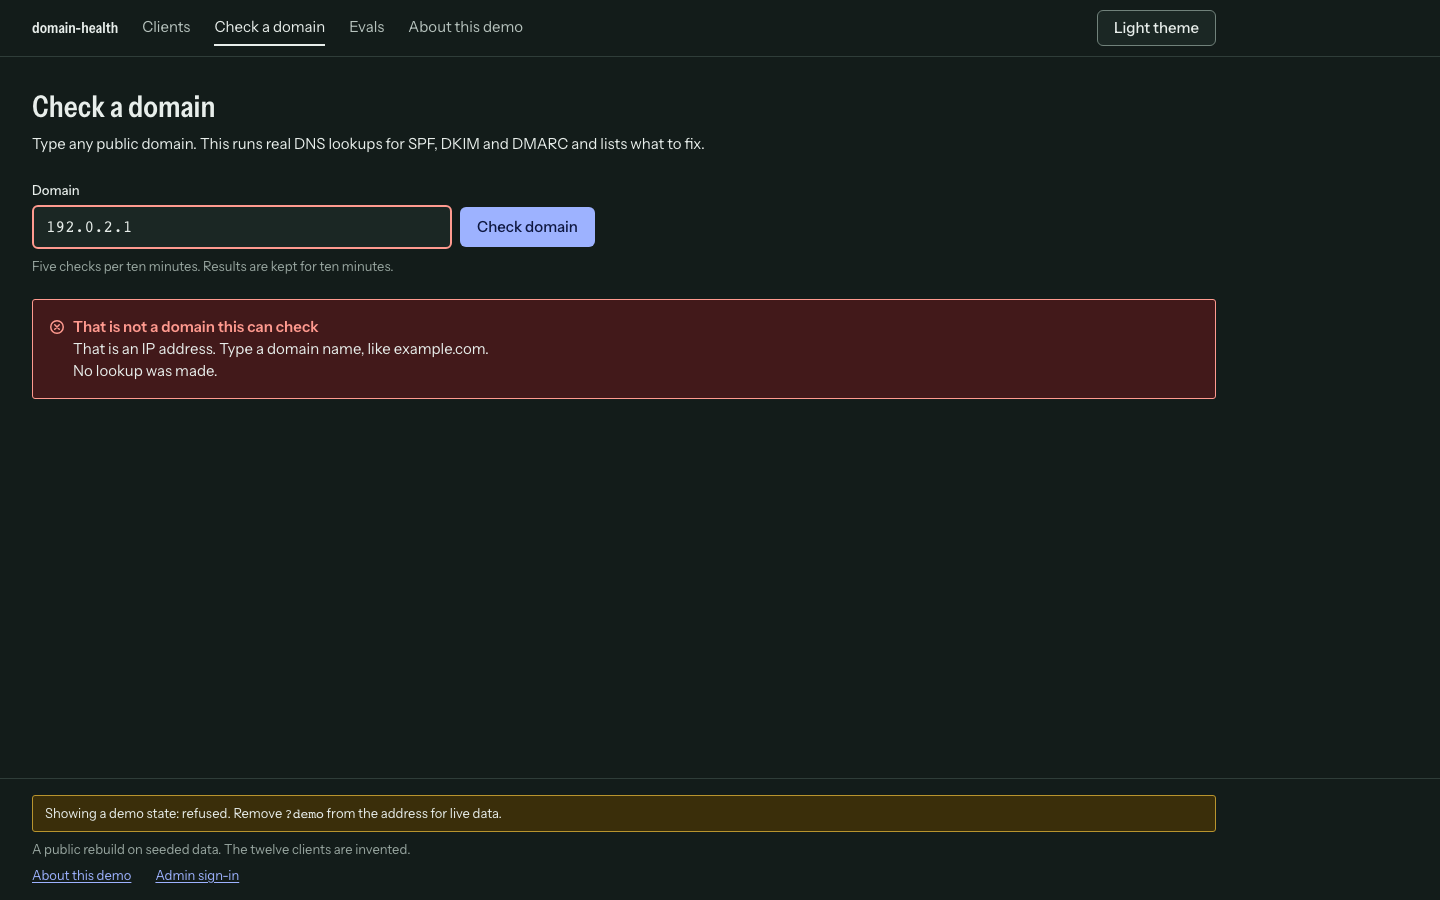 domain-health
Clients
Check a domain
Evals
About this demo
Light theme
Check a domain
Type any public domain. This runs real DNS lookups for SPF, DKIM and DMARC and lists what to fix.
Domain
192.0.2.1
Check domain
Five checks per ten minutes. Results are kept for ten minutes.
That is not a domain this can check
That is an IP address. Type a domain name, like example.com.
No lookup was made.
Showing a demo state: refused. Remove ?demo from the address for live data.
A public rebuild on seeded data. The twelve clients are invented.
About this demo
Admin sign-in